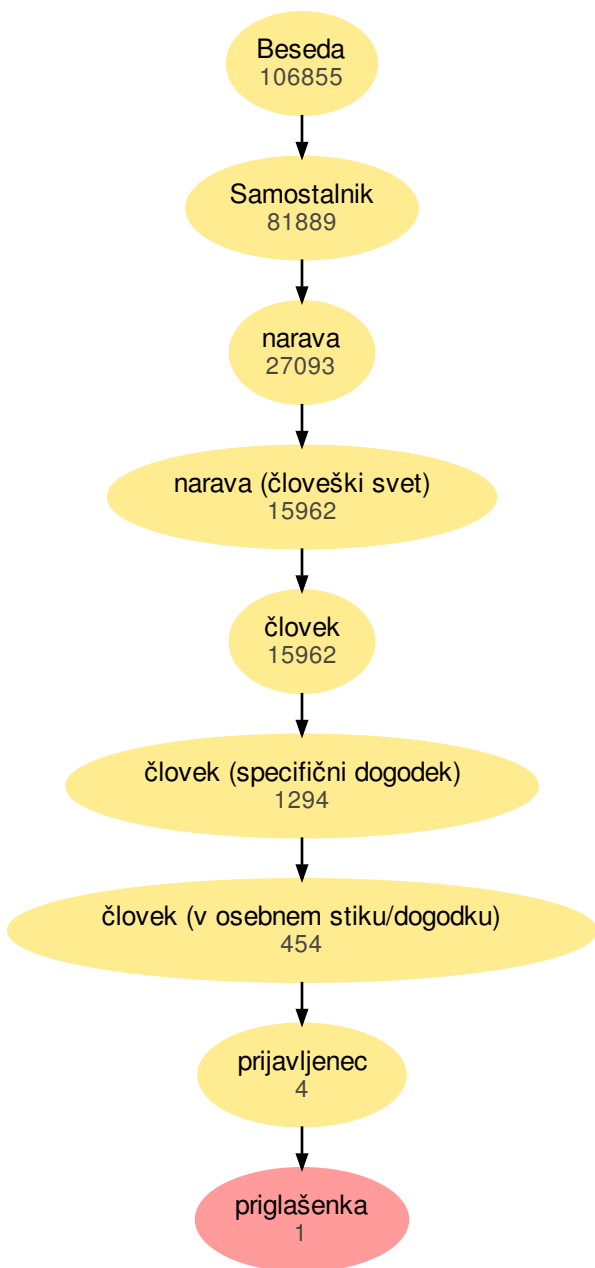 Beseda
106855
Samostalnik
81889
narava
27093
narava (človeški svet)
15962
človek
15962
človek (specifični dogodek)
1294
človek (v osebnem stiku/dogodku)
454
prijavljenec
4
priglašenka
1